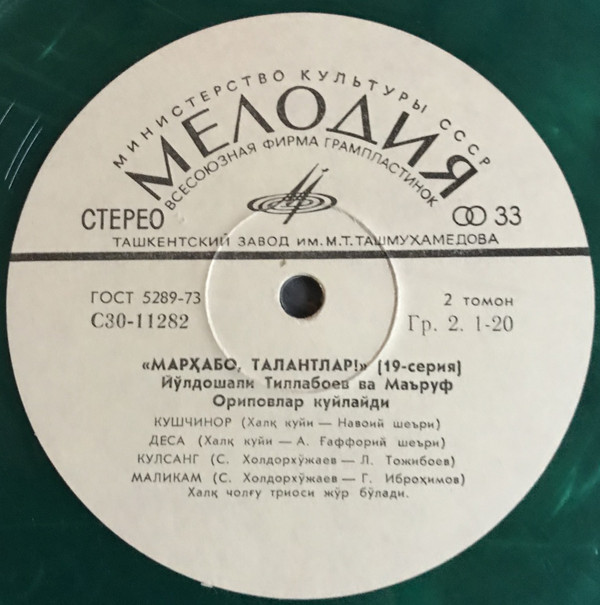 МИНИСТЕРСТВО КУЛЬТУРЫ СССР
МЕЛОДИЯ
ВСЕСОЮЗНАЯ ФИРМА ГРАМПЛАСТИНОК
СТЕРЕО 33
ТАШКЕНТСКИЙ ЗАВОД ИМ. М.Т.ТАШМУХАМЕДОВА
ГОСТ 5289-73 2 томон
С30-11282 Гр. 2. 1-20
«МАРҲАБО, ТАЛАНТЛАР!» (19-серия)
Йўлдошали Тиллабоев ва Маъруф
Ориповлар куйлайди
КУШЧИНОР (Халқ куйи — Навоий шеъри)
ДЕСА (Халқ куйи — А. Ғаффорий шеъри)
КУЛСАНГ (С. Холдорхўжаев — Л. Тожибоев)
МАЛИКАМ (С. Холдорхўжаев — Г. Иброҳимов)
Халқ чолғу триоси жўр бўлади.